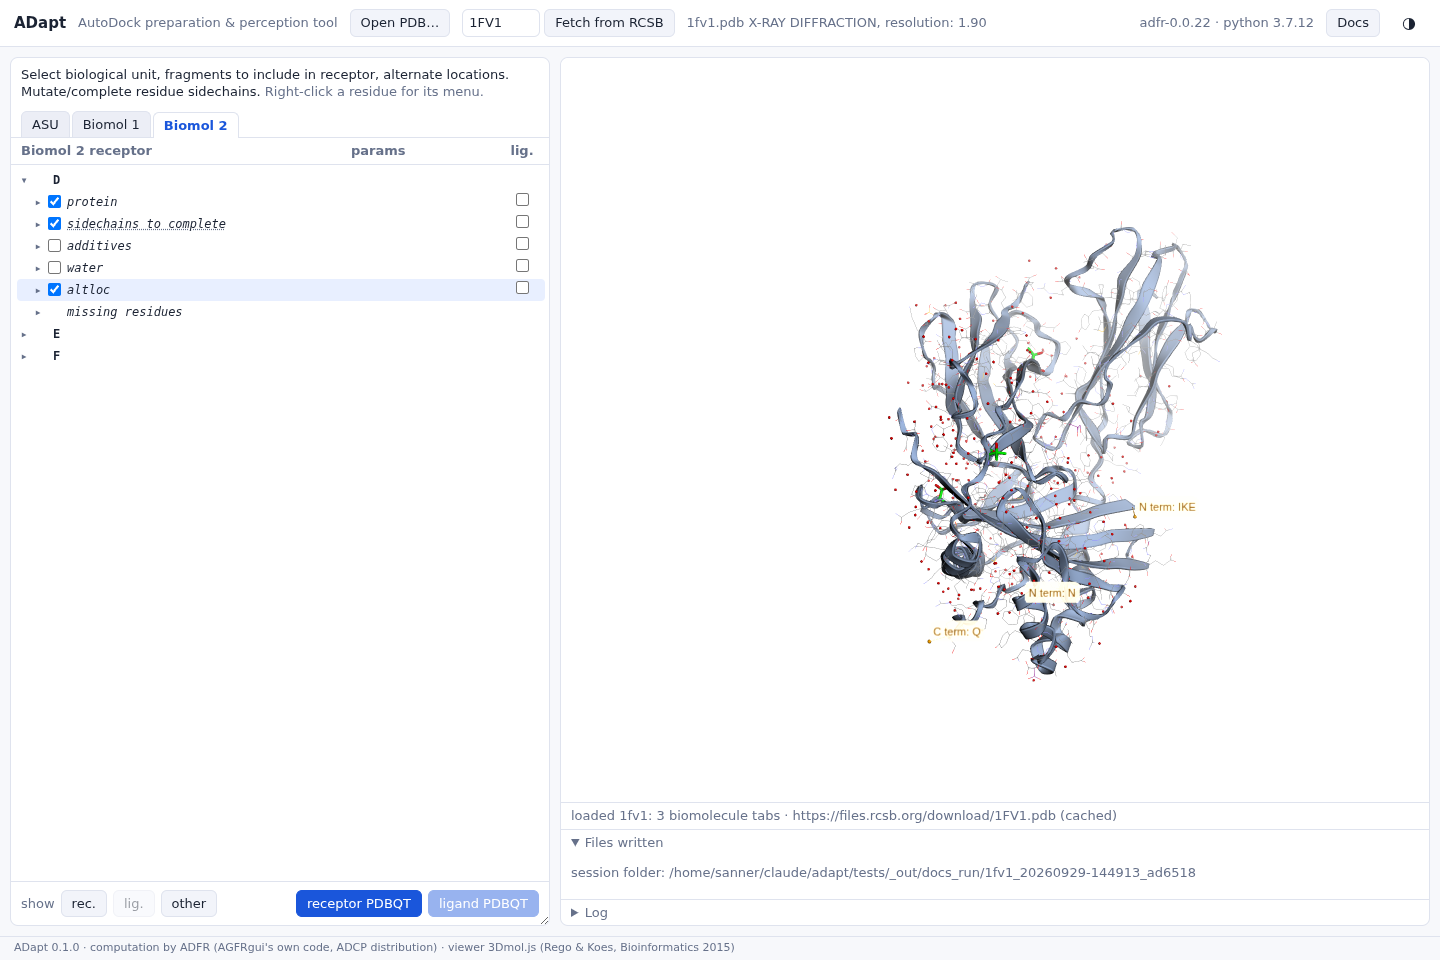 ADapt AutoDock preparation & perception tool Open PDB... 1FV1 Fetch from RCSB 1fv1.pdb X-RAY DIFFRACTION, resolution: 1.90 adfr-0.0.22 · python 3.7.12 Docs
Select biological unit, fragments to include in receptor, alternate locations.
Mutate/complete residue sidechains. Right-click a residue for its menu.
ASU Biomol 1 Biomol 2
Biomol 2 receptor params lig.
D
protein
sidechains to complete
additives
water
altloc
missing residues
E
F
show rec. lig. other receptor PDBQT ligand PDBQT
N term: IKE
N term: N
C term: Q
loaded 1fv1: 3 biomolecule tabs · https://files.rcsb.org/download/1FV1.pdb (cached)
Files written
session folder: /home/sanner/claude/adapt/tests/_out/docs_run/1fv1_20260929-144913_ad6518
Log
ADapt 0.1.0 · computation by ADFR (AGFRgui's own code, ADCP distribution) · viewer 3Dmol.js (Rego & Koes, Bioinformatics 2015)